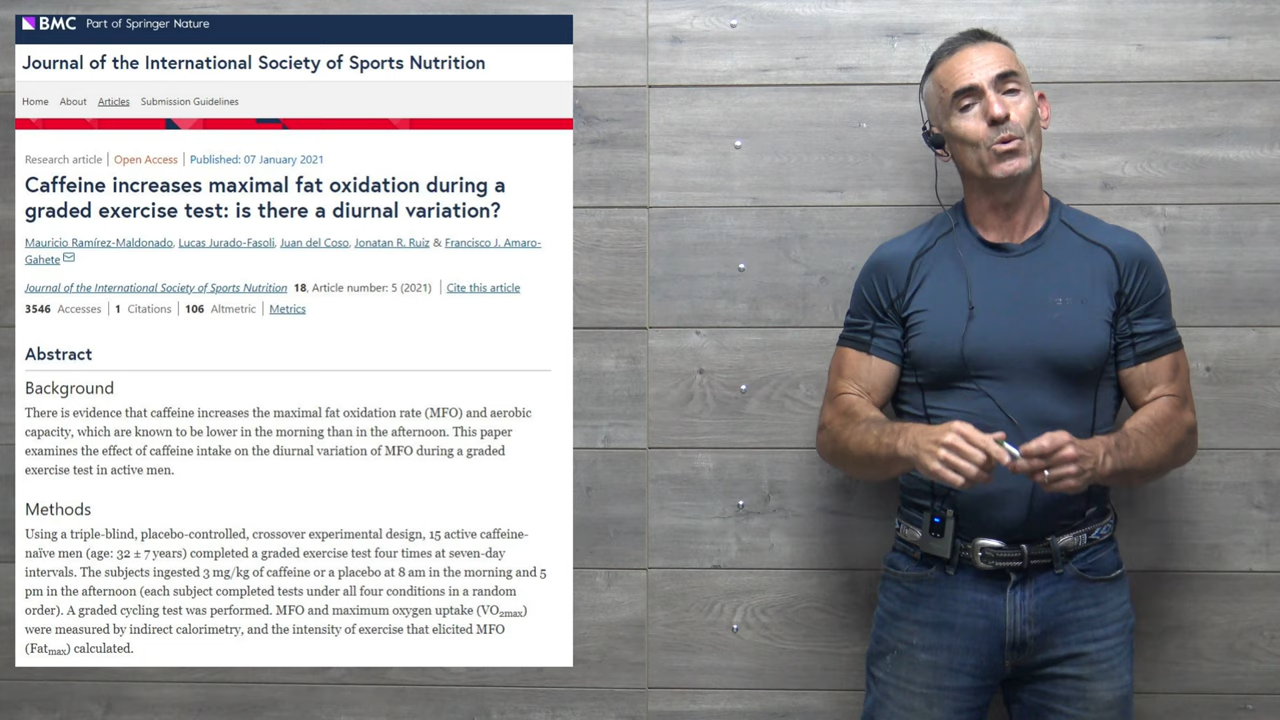 BMC Part of Springer Nature
Journal of the International Society of Sports Nutrition
Home About Articles Submission Guidelines
Research article | Open Access | Published: 07 January 2021
Caffeine increases maximal fat oxidation during a
graded exercise test: is there a diurnal variation?
Mauricio Ramírez-Maldonado, Lucas Jurado-Fasoli, Juan del Coso, Jonatan R. Ruiz & Francisco J. Amaro-
Gahete
Journal of the International Society of Sports Nutrition 18, Article number: 5 (2021) | Cite this article
3546 Accesses | 1 Citations | 106 Altmetric | Metrics
Abstract
Background
There is evidence that caffeine increases the maximal fat oxidation rate (MFO) and aerobic
capacity, which are known to be lower in the morning than in the afternoon. This paper
examines the effect of caffeine intake on the diurnal variation of MFO during a graded
exercise test in active men.
Methods
Using a triple-blind, placebo-controlled, crossover experimental design, 15 active caffeine-
naïve men (age: 32 ± 7 years) completed a graded exercise test four times at seven-day
intervals. The subjects ingested 3 mg/kg of caffeine or a placebo at 8 am in the morning and 5
pm in the afternoon (each subject completed tests under all four conditions in a random
order). A graded cycling test was performed. MFO and maximum oxygen uptake (VO2max)
were measured by indirect calorimetry, and the intensity of exercise that elicited MFO
(Fatmax) calculated.